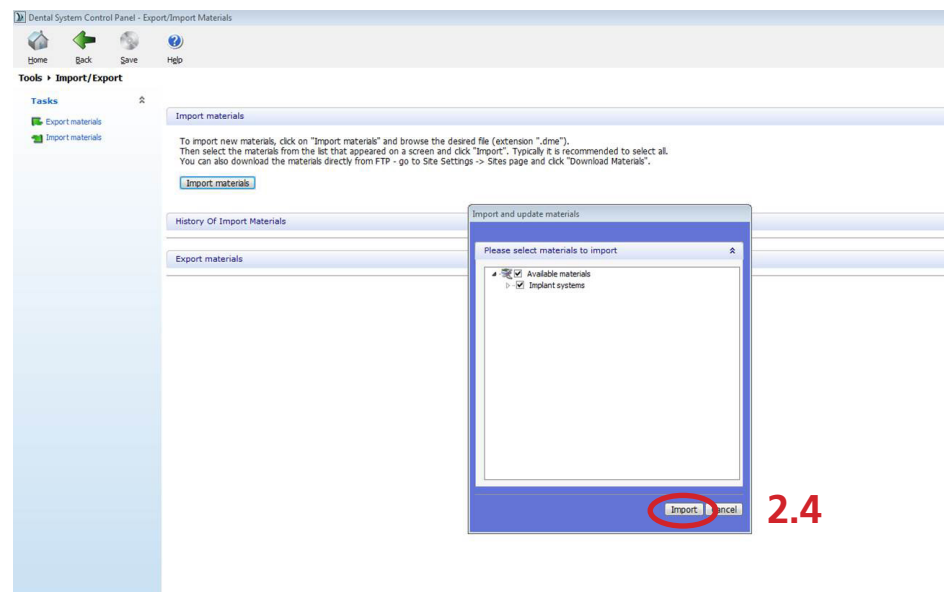 Dental System Control Panel - Export/Import Materials
Home Back Save Help
Tools ▸ Import/Export
Tasks
Export materials
Import materials
Import materials
To import new materials, click on "Import materials" and browse the desired file (extension ".dme").
Then select the materials from the list that appeared on a screen and click "Import". Typically it is recommended to select all.
You can also download the materials directly from FTP - go to Site Settings -> Sites page and click "Download Materials".
Import materials
History Of Import Materials
Export materials
Import and update materials
Please select materials to import
Available materials
Implant systems
Import Cancel
2.4